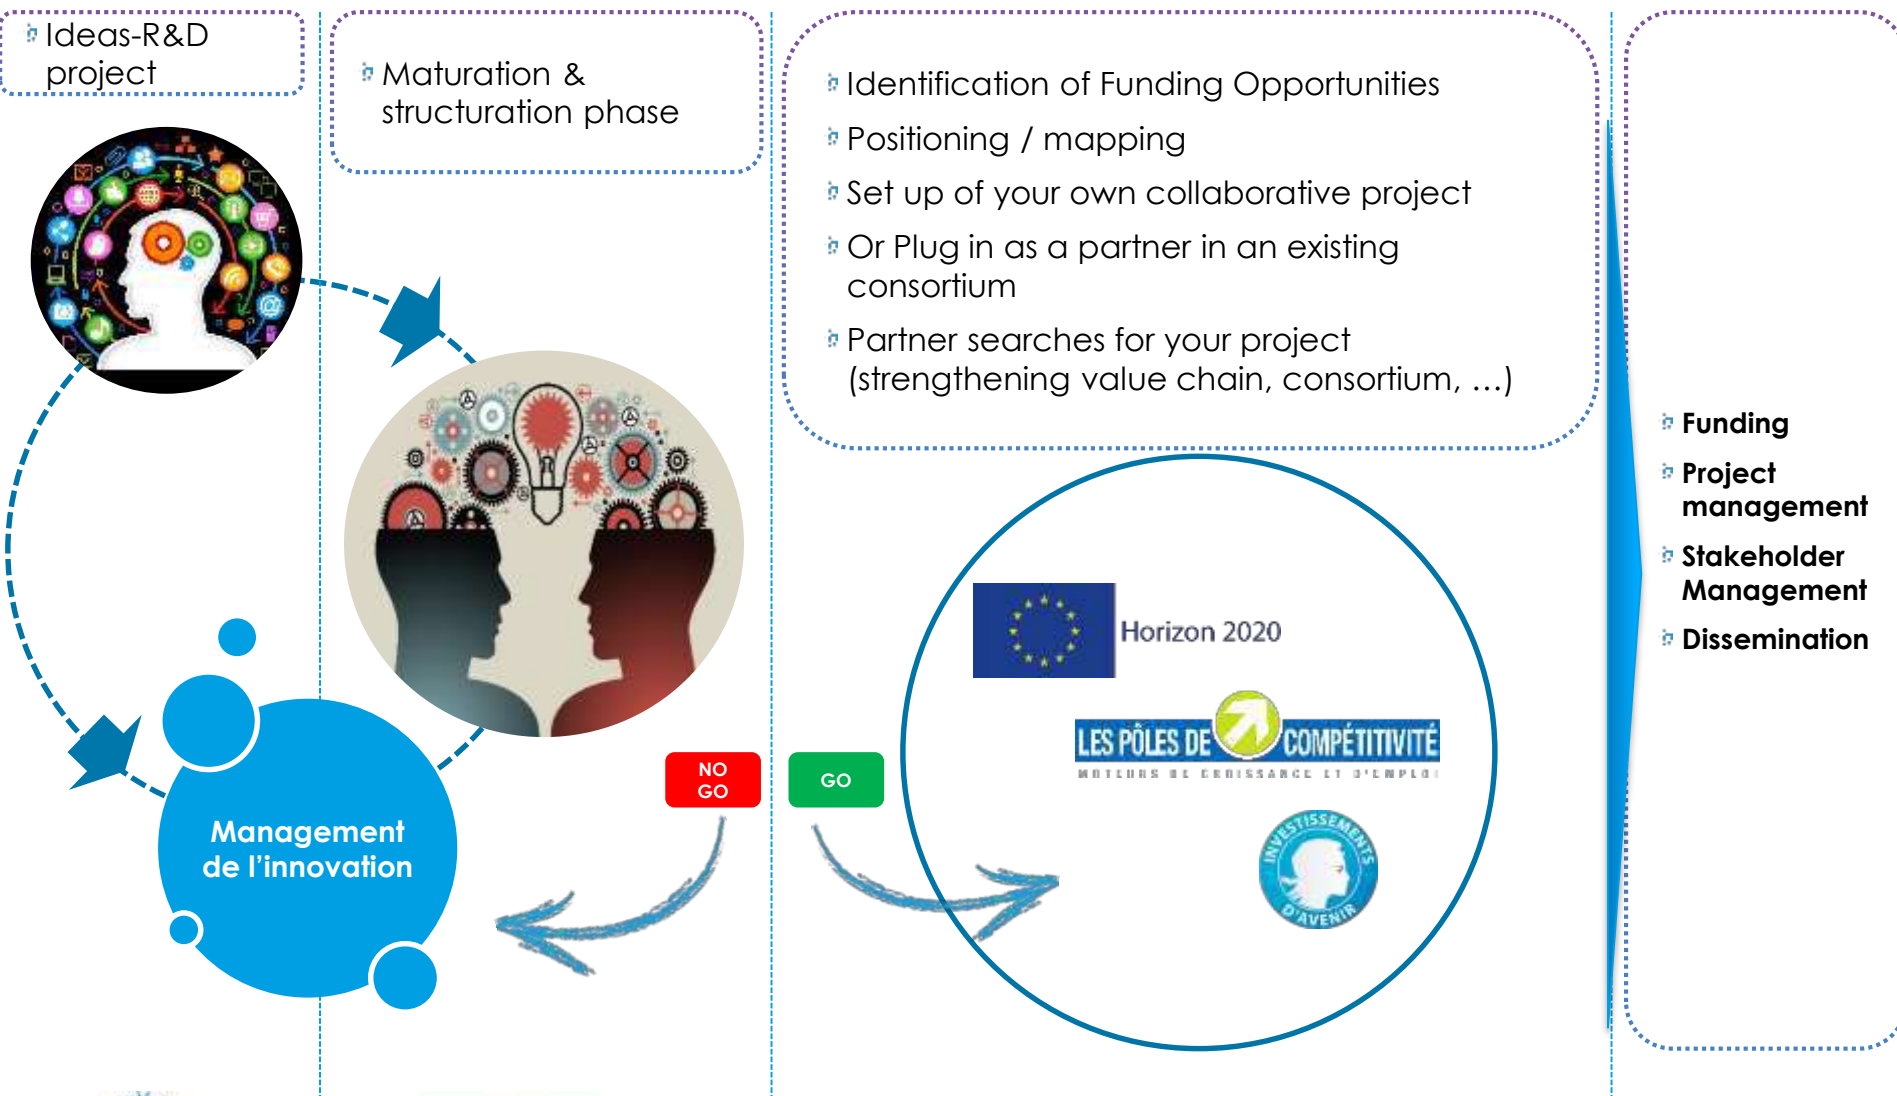 Ideas-R&D
project
Maturation &
structuration phase
Identification of Funding Opportunities
Positioning / mapping
Set up of your own collaborative project
Or Plug in as a partner in an existing
consortium
Partner searches for your project
(strengthening value chain, consortium, …)
Funding
Project
management
Stakeholder
Management
Dissemination
Horizon 2020
LES PÔLES DE COMPÉTITIVITÉ
MOTEURS DE CROISSANCE ET D'EMPLOI
NO
GO
GO
Management
de l’innovation
INVESTISSEMENTS
D'AVENIR